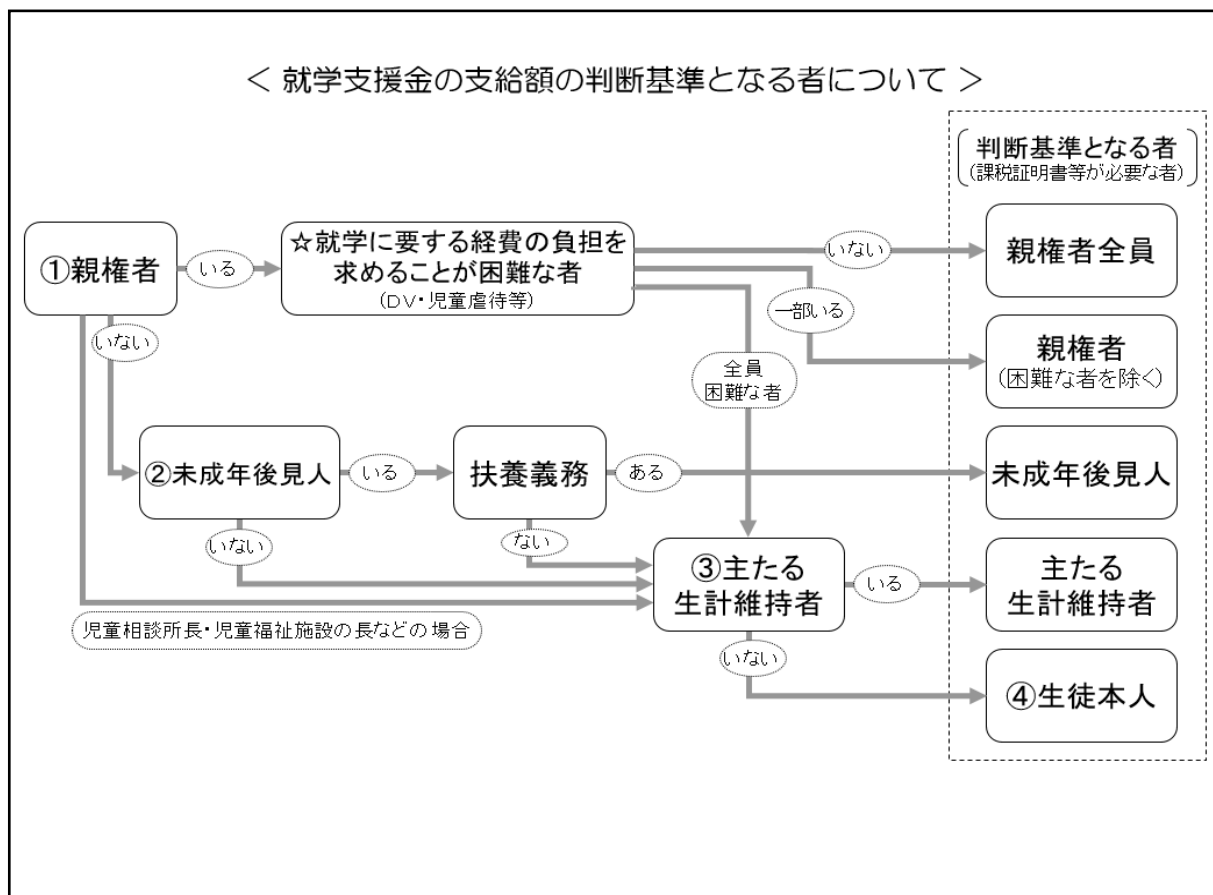 ＜ 就学支援金の支給額の判断基準となる者について ＞
判断基準となる者
(課税証明書等が必要な者)
①親権者
いる
☆就学に要する経費の負担を
求めることが困難な者
(ＤＶ・児童虐待等)
いない
親権者全員
一部いる
親権者
(困難な者を除く)
いない
全員
困難な者
②未成年後見人
いる
扶養義務
ある
未成年後見人
いない
ない
③主たる
生計維持者
いる
主たる
生計維持者
児童相談所長・児童福祉施設の長などの場合
いない
④生徒本人